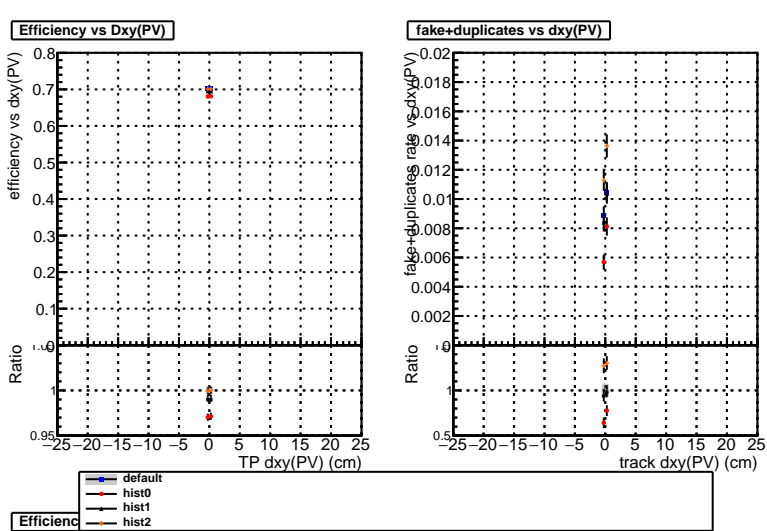 Efficiency vs Dxy(PV)
efficiency vs dxy(PV)
0.8
0.7
0.6
0.5
0.4
0.3
0.2
0.1
Ratio
1
0.95
−25 −20 −15 −10 −5 0 5 10 15 20 25
TP dxy(PV) (cm)
fake+duplicates vs dxy(PV)
fake+duplicates rate vs dxy(PV)
0.02
0.018
0.016
0.014
0.012
0.01
0.008
0.006
0.004
0.002
Ratio
1
0.5
−25 −20 −15 −10 −5 0 5 10 15 20 25
track dxy(PV) (cm)
default
hist0
hist1
hist2
Efficienc